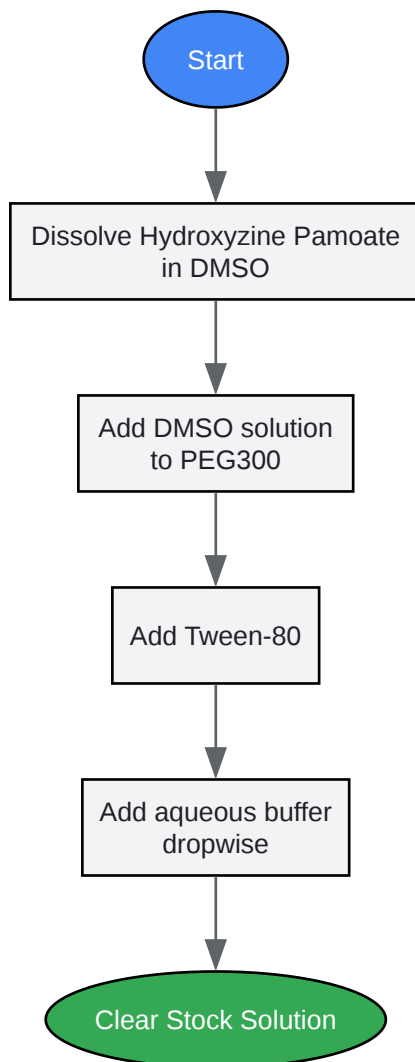 Start
Dissolve Hydroxyzine Pamoate
in DMSO
Add DMSO solution
to PEG300
Add Tween-80
Add aqueous buffer
dropwise
Clear Stock Solution